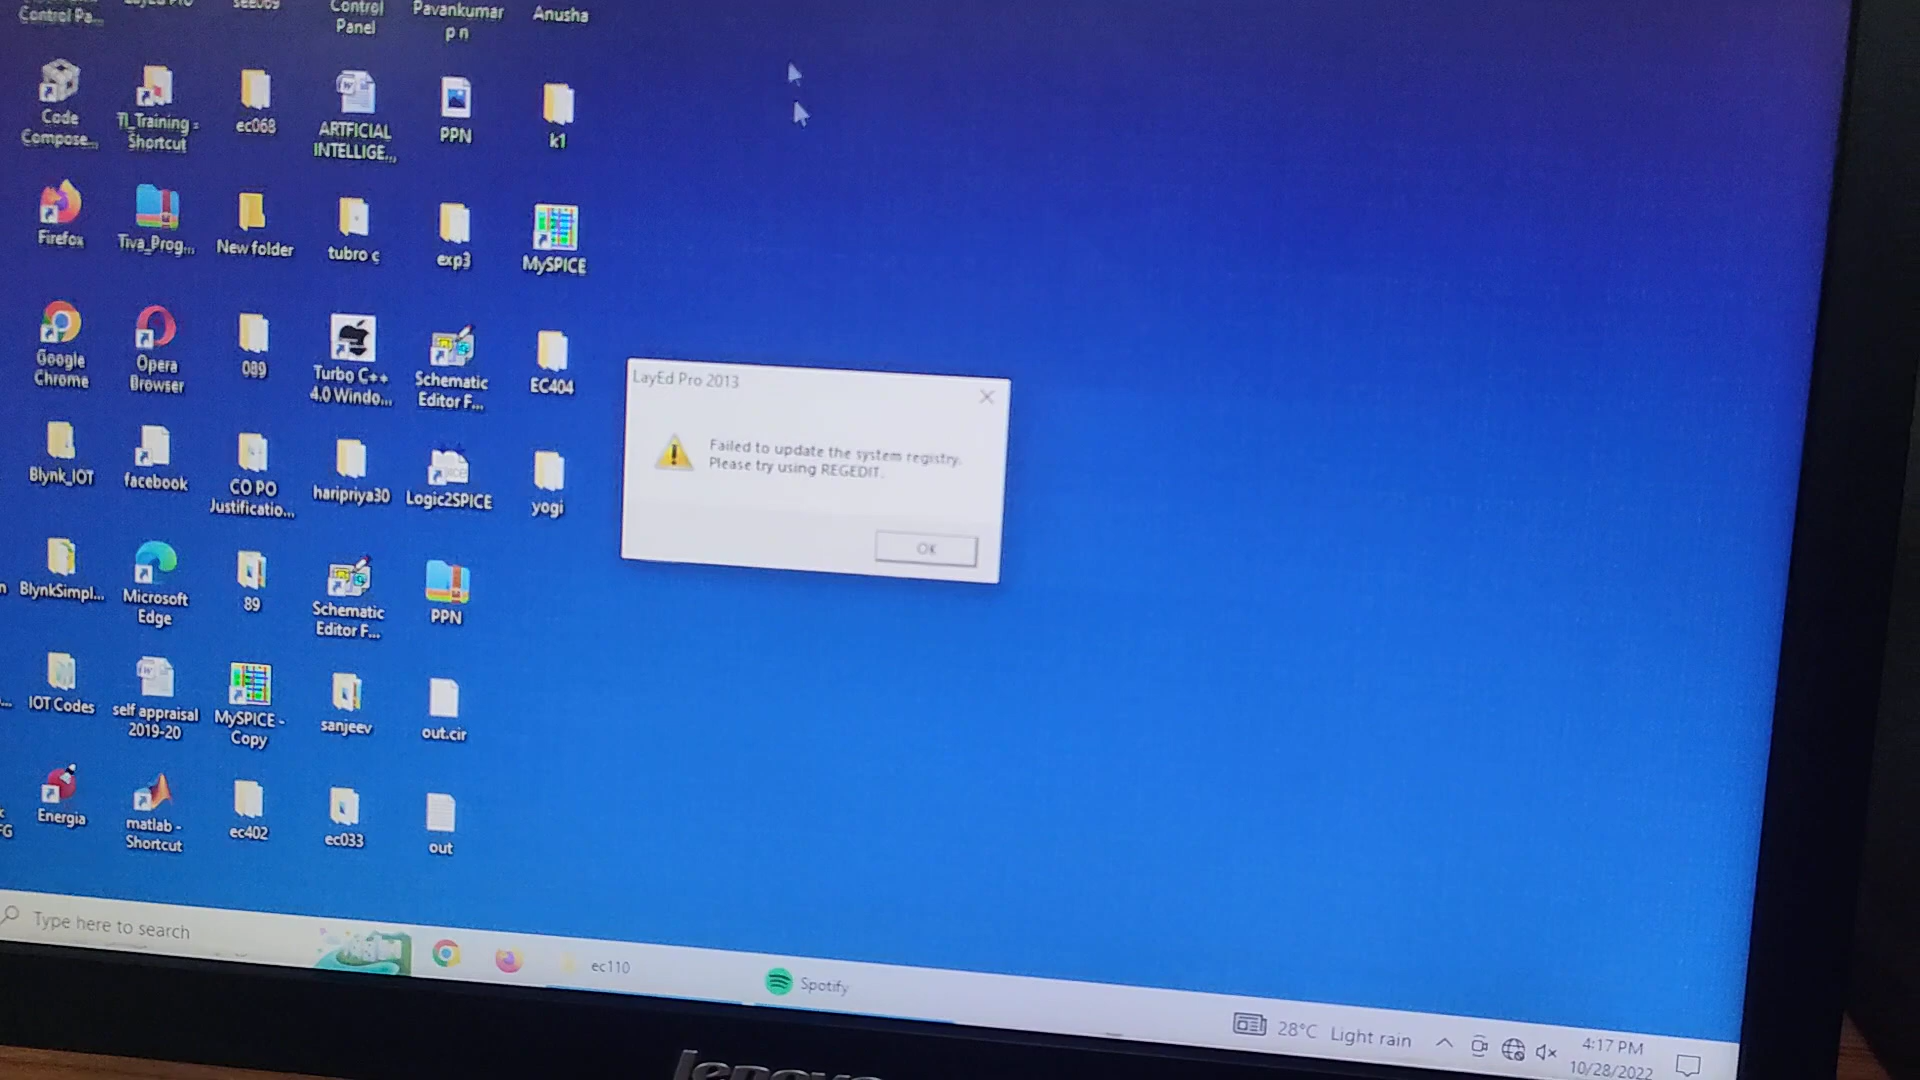 Control Pa...
Control
Panel
Pavankumar
p n
Anusha
Code
Compose...
TI_Training -
Shortcut
ec068
ARTFICIAL
INTELLIGE...
PPN
k1
Firefox
Tiva_Prog...
New folder
tubro c
exp3
MySPICE
Google
Chrome
Opera
Browser
089
Turbo C++
4.0 Windo...
Schematic
Editor F...
EC404
LayEd Pro 2013
Failed to update the system registry.
Please try using REGEDIT.
OK
Blynk_IOT
facebook
CO PO
Justificatio...
haripriya30
Logic2SPICE
yogi
BlynkSimpl...
Microsoft
Edge
89
Schematic
Editor F...
PPN
IOT Codes
self appraisal
2019-20
MySPICE -
Copy
sanjeev
out.cir
Energia
matlab -
Shortcut
ec402
ec033
out
Type here to search
ec110
Spotify
28°C Light rain
4:17 PM
10/28/2022
lenovo